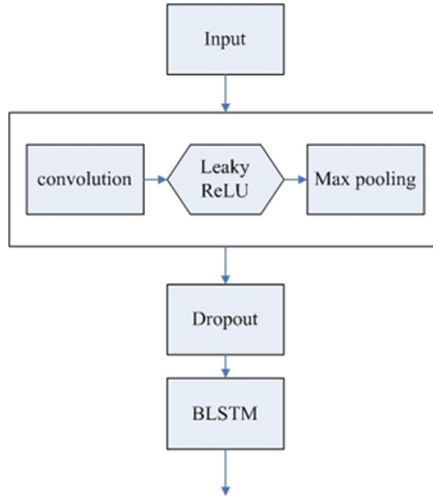 Input
convolution
Leaky
ReLU
Max pooling
Dropout
BLSTM